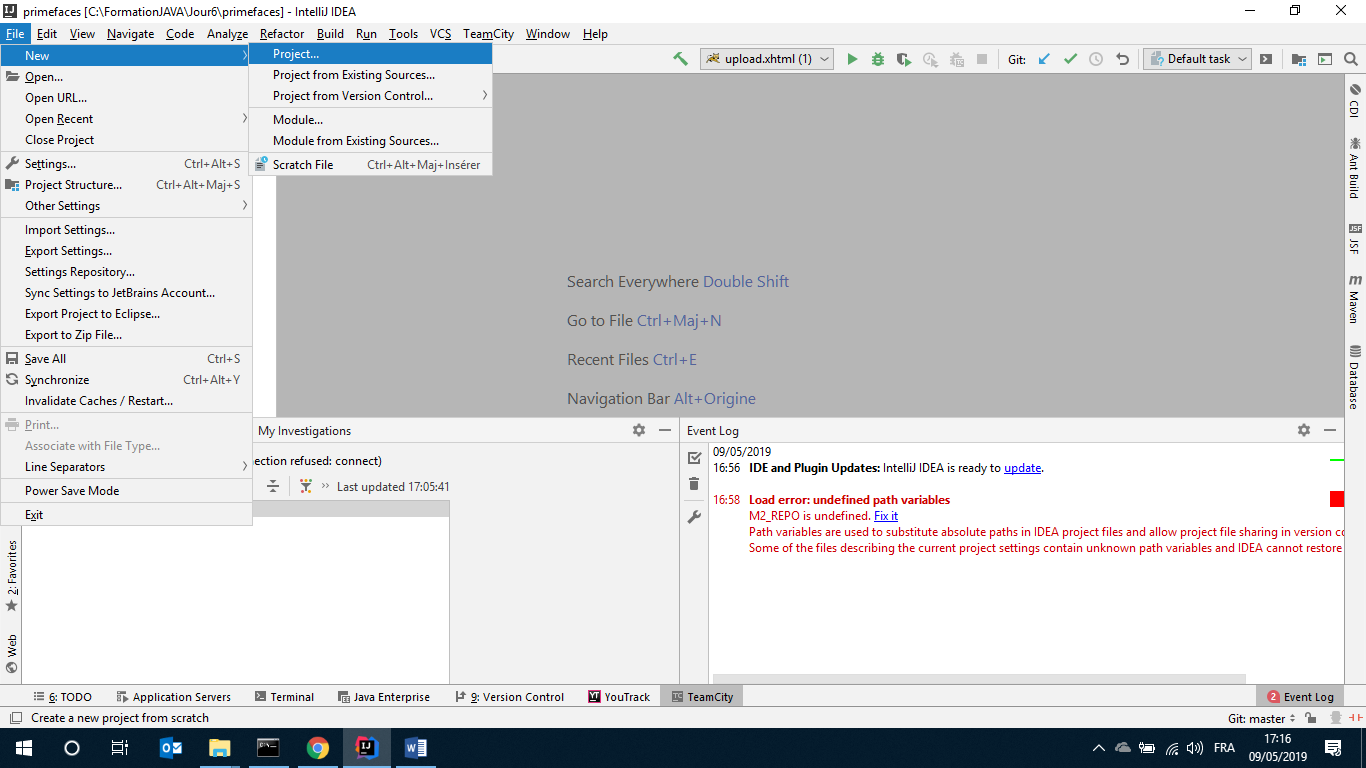 primefaces [C:\FormationJAVA\Jour6\primefaces] - IntelliJ IDEA
File Edit View Navigate Code Analyze Refactor Build Run Tools VCS TeamCity Window Help
New
Open...
Open URL...
Open Recent
Close Project
Settings... Ctrl+Alt+S
Project Structure... Ctrl+Alt+Maj+S
Other Settings
Import Settings...
Export Settings...
Settings Repository...
Sync Settings to JetBrains Account...
Export Project to Eclipse...
Export to Zip File...
Save All Ctrl+S
Synchronize Ctrl+Alt+Y
Invalidate Caches / Restart...
Print...
Associate with File Type...
Line Separators
Power Save Mode
Exit
Project...
Project from Existing Sources...
Project from Version Control...
Module...
Module from Existing Sources...
Scratch File Ctrl+Alt+Maj+Insérer
upload.xhtml (1)
Git:
Default task
Search Everywhere Double Shift
Go to File Ctrl+Maj+N
Recent Files Ctrl+E
Navigation Bar Alt+Origine
CDI
Ant Build
JSF
JSF
m
Maven
Database
My Investigations
ection refused: connect)
Last updated 17:05:41
Event Log
09/05/2019
16:56 IDE and Plugin Updates: IntelliJ IDEA is ready to update.
16:58 Load error: undefined path variables
M2_REPO is undefined. Fix it
Path variables are used to substitute absolute paths in IDEA project files and allow project file sharing in version co
Some of the files describing the current project settings contain unknown path variables and IDEA cannot restore
2: Favorites
Web
6: TODO Application Servers Terminal Java Enterprise 9: Version Control YT YouTrack TC TeamCity 2 Event Log
Create a new project from scratch
Git: master
FRA
17:16
09/05/2019